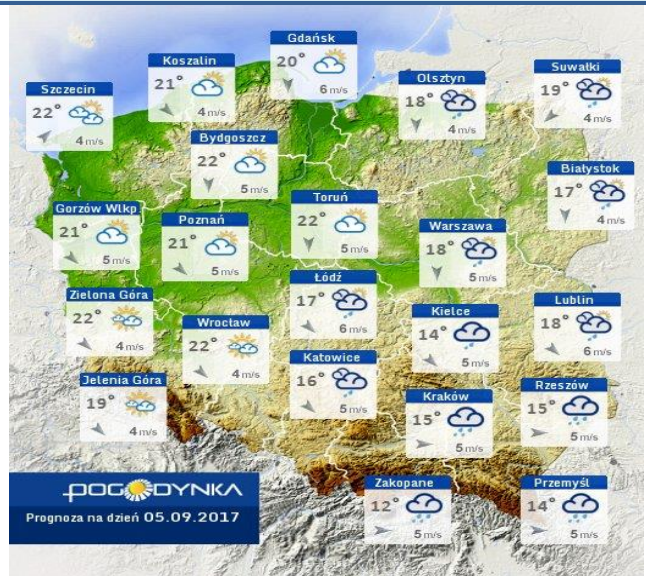 Gdańsk
20°
6 m/s
Koszalin
21°
4 m/s
Suwałki
19°
4 m/s
Olsztyn
18°
4 m/s
Szczecin
22°
4 m/s
Bydgoszcz
22°
5 m/s
Białystok
17°
4 m/s
Toruń
22°
5 m/s
Gorzów Wlkp
21°
5 m/s
Poznań
21°
5 m/s
Warszawa
18°
5 m/s
Łódź
17°
6 m/s
Zielona Góra
22°
4 m/s
Lublin
18°
6 m/s
Kielce
14°
5 m/s
Wrocław
22°
4 m/s
Katowice
16°
5 m/s
Jelenia Góra
19°
4 m/s
Rzeszów
15°
5 m/s
Kraków
15°
5 m/s
Zakopane
12°
5 m/s
Przemyśl
14°
5 m/s
POGODYNKA
Prognoza na dzień 05.09.2017